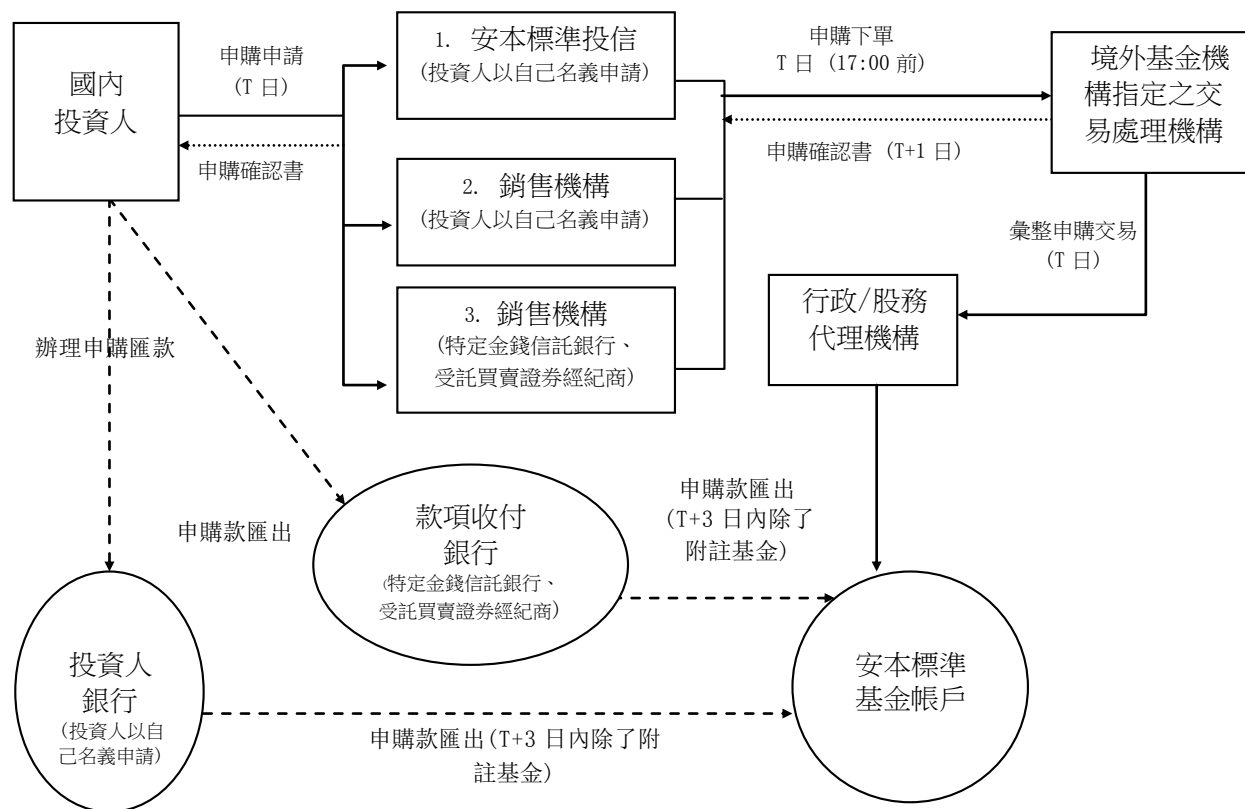 國內
投資人
申購申請
(T 日)
申購確認書
1. 安本標準投信
(投資人以自己名義申請)
2. 銷售機構
(投資人以自己名義申請)
3. 銷售機構
(特定金錢信託銀行、
受託買賣證券經紀商)
申購下單
T 日 (17:00 前)
申購確認書 (T+1 日)
境外基金機
構指定之交
易處理機構
彙整申購交易
(T 日)
行政/股務
代理機構
辦理申購匯款
申購款匯出
款項收付
銀行
(特定金錢信託銀行、
受託買賣證券經紀商)
申購款匯出
(T+3 日內除了
附註基金)
投資人
銀行
(投資人以自
己名義申請)
申購款匯出(T+3 日內除了附
註基金)
安本標準
基金帳戶